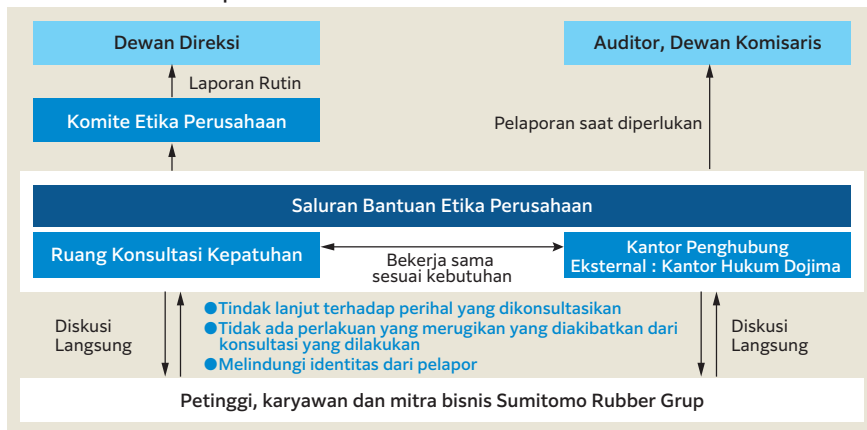 Dewan Direksi
Auditor, Dewan Komisaris
Laporan Rutin
Komite Etika Perusahaan
Pelaporan saat diperlukan
Saluran Bantuan Etika Perusahaan
Ruang Konsultasi Kepatuhan
Bekerja sama
sesuai kebutuhan
Kantor Penghubung
Eksternal : Kantor Hukum Dojima
Diskusi
Langsung
●Tindak lanjut terhadap perihal yang dikonsultasikan
●Tidak ada perlakuan yang merugikan yang diakibatkan dari
konsultasi yang dilakukan
●Melindungi identitas dari pelapor
Diskusi
Langsung
Petinggi, karyawan dan mitra bisnis Sumitomo Rubber Grup